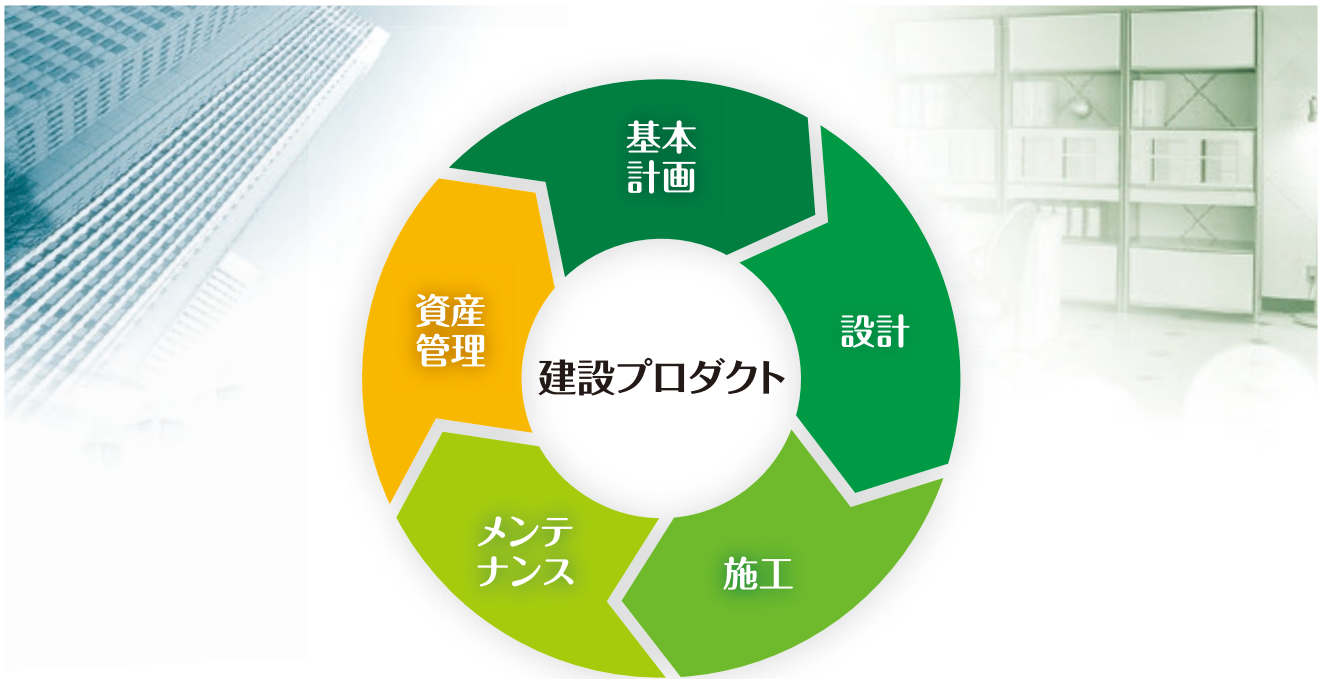 基本
計画
設計
資産
管理
建設プロダクト
メンテ
ナンス
施工